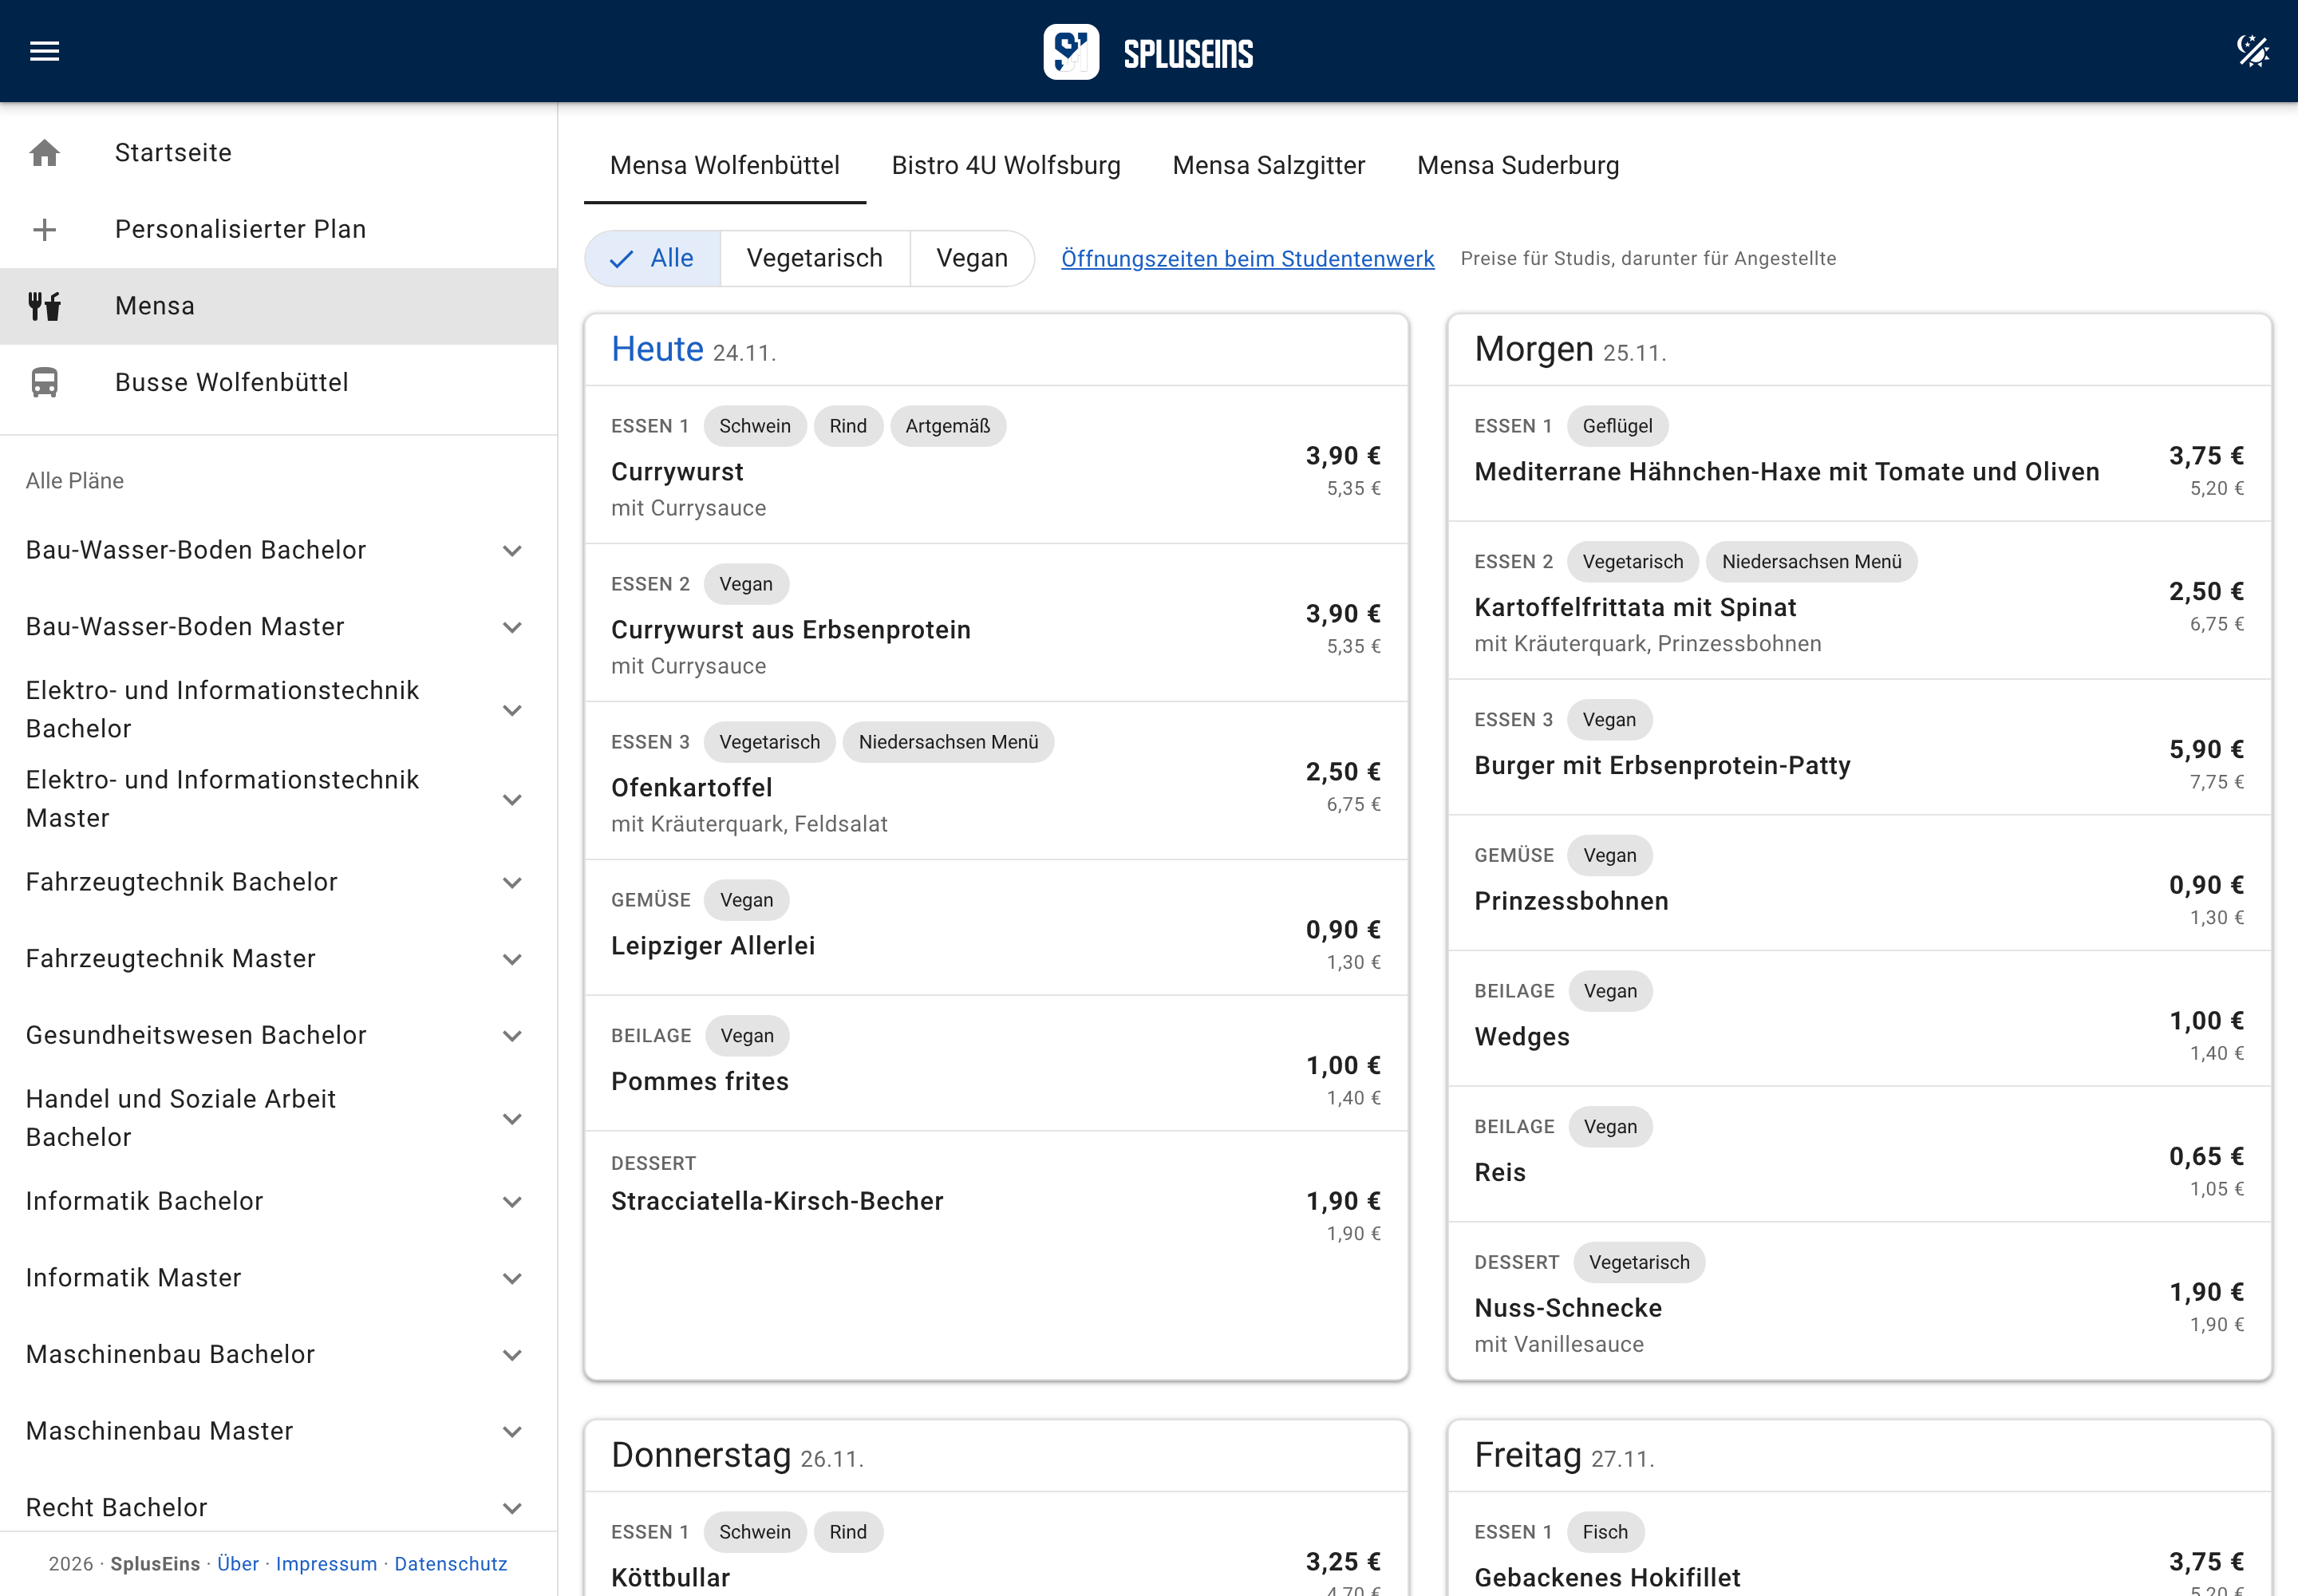 SPLUSEINS
Startseite
Personalisierter Plan
Mensa
Busse Wolfenbüttel
Alle Pläne
Bau-Wasser-Boden Bachelor
Bau-Wasser-Boden Master
Elektro- und Informationstechnik
Bachelor
Elektro- und Informationstechnik
Master
Fahrzeugtechnik Bachelor
Fahrzeugtechnik Master
Gesundheitswesen Bachelor
Handel und Soziale Arbeit
Bachelor
Informatik Bachelor
Informatik Master
Maschinenbau Bachelor
Maschinenbau Master
Recht Bachelor
2026 · SplusEins · Über · Impressum · Datenschutz
Mensa Wolfenbüttel Bistro 4U Wolfsburg Mensa Salzgitter Mensa Suderburg
Alle Vegetarisch Vegan Öffnungszeiten beim Studentenwerk Preise für Studis, darunter für Angestellte
Heute 24.11.
ESSEN 1 Schwein Rind Artgemäß
Currywurst 3,90 €
mit Currysauce 5,35 €
ESSEN 2 Vegan
Currywurst aus Erbsenprotein 3,90 €
mit Currysauce 5,35 €
ESSEN 3 Vegetarisch Niedersachsen Menü
Ofenkartoffel 2,50 €
mit Kräuterquark, Feldsalat 6,75 €
GEMÜSE Vegan
Leipziger Allerlei 0,90 €
1,30 €
BEILAGE Vegan
Pommes frites 1,00 €
1,40 €
DESSERT
Stracciatella-Kirsch-Becher 1,90 €
1,90 €
Morgen 25.11.
ESSEN 1 Geflügel
Mediterrane Hähnchen-Haxe mit Tomate und Oliven 3,75 €
5,20 €
ESSEN 2 Vegetarisch Niedersachsen Menü
Kartoffelfrittata mit Spinat 2,50 €
mit Kräuterquark, Prinzessbohnen 6,75 €
ESSEN 3 Vegan
Burger mit Erbsenprotein-Patty 5,90 €
7,75 €
GEMÜSE Vegan
Prinzessbohnen 0,90 €
1,30 €
BEILAGE Vegan
Wedges 1,00 €
1,40 €
BEILAGE Vegan
Reis 0,65 €
1,05 €
DESSERT Vegetarisch
Nuss-Schnecke 1,90 €
mit Vanillesauce 1,90 €
Donnerstag 26.11.
ESSEN 1 Schwein Rind
Köttbullar 3,25 €
4,70 €
Freitag 27.11.
ESSEN 1 Fisch
Gebackenes Hokifillet 3,75 €
5,20 €